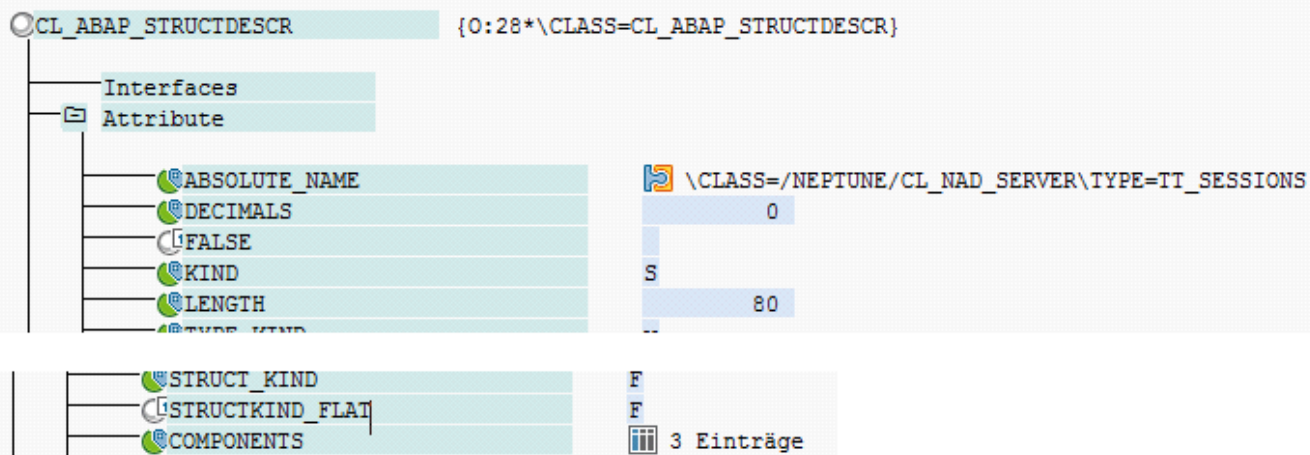 CL_ABAP_STRUCTDESCR {O:28*\CLASS=CL_ABAP_STRUCTDESCR}
Interfaces
Attribute
ABSOLUTE_NAME \CLASS=/NEPTUNE/CL_NAD_SERVER\TYPE=TT_SESSIONS
DECIMALS 0
FALSE
KIND S
LENGTH 80
TYPE_KIND
STRUCT_KIND F
STRUCTKIND_FLAT F
COMPONENTS 3 Einträge